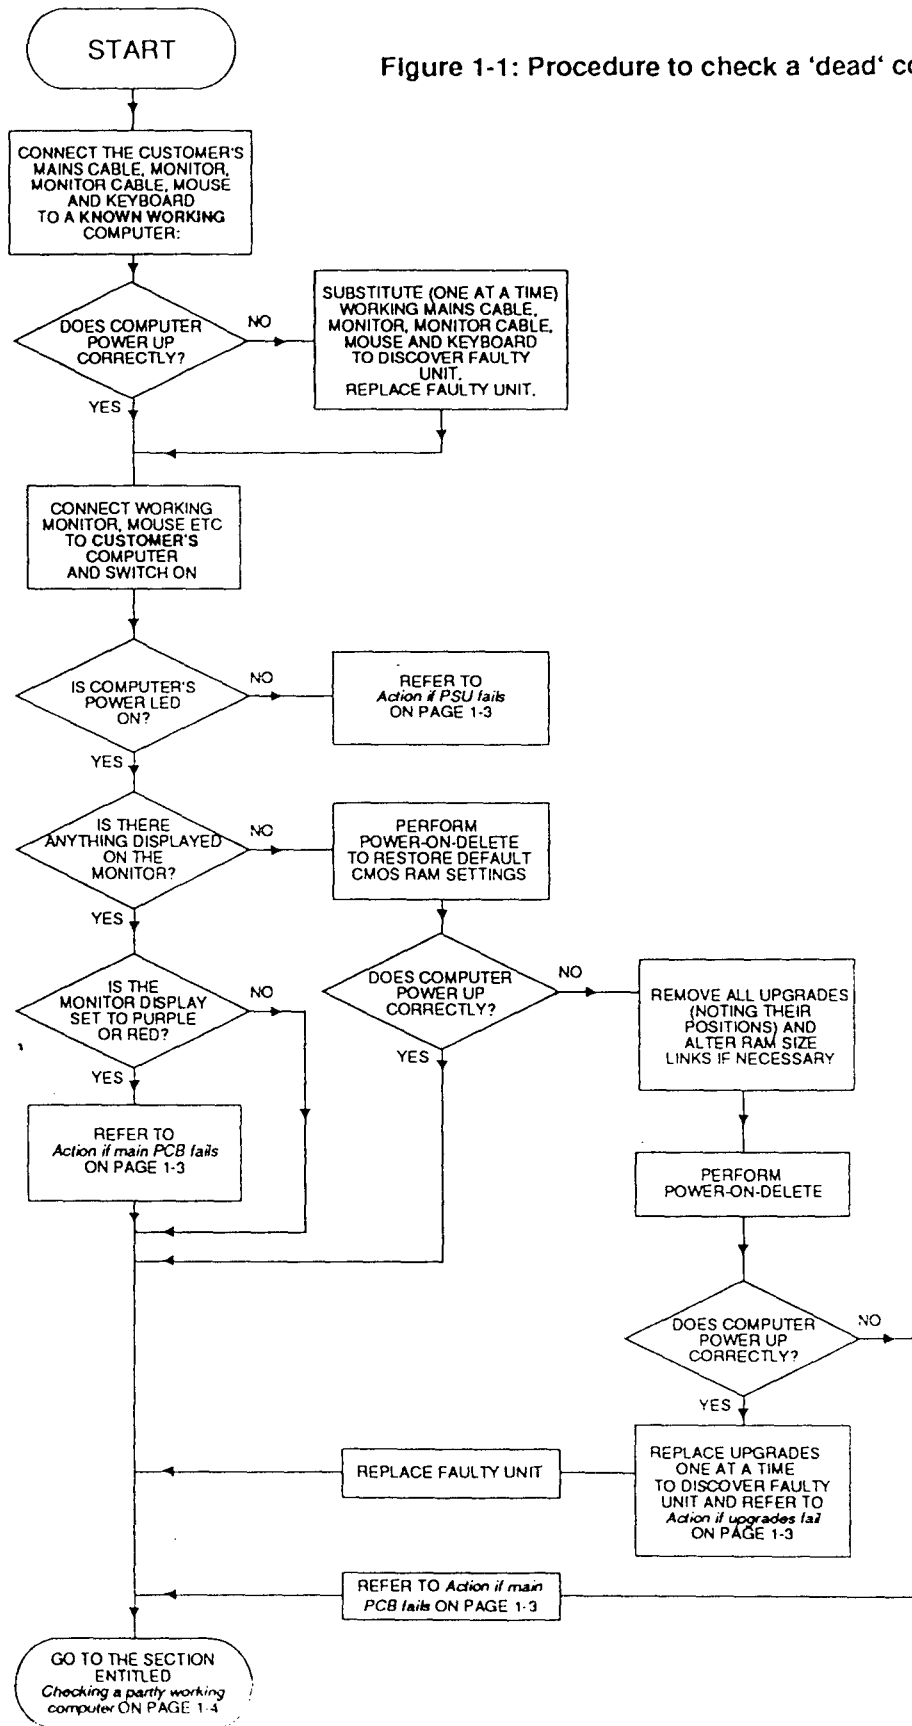 START
Figure 1-1: Procedure to check a 'dead' co
CONNECT THE CUSTOMER'S
MAINS CABLE, MONITOR,
MONITOR CABLE, MOUSE
AND KEYBOARD
TO A KNOWN WORKING
COMPUTER:
DOES COMPUTER
POWER UP
CORRECTLY?
NO
YES
SUBSTITUTE (ONE AT A TIME)
WORKING MAINS CABLE,
MONITOR, MONITOR CABLE,
MOUSE AND KEYBOARD
TO DISCOVER FAULTY
UNIT.
REPLACE FAULTY UNIT.
CONNECT WORKING
MONITOR, MOUSE ETC
TO CUSTOMER'S
COMPUTER
AND SWITCH ON
IS COMPUTER'S
POWER LED
ON?
NO
YES
REFER TO
Action if PSU fails
ON PAGE 1-3
IS THERE
ANYTHING DISPLAYED
ON THE
MONITOR?
NO
YES
PERFORM
POWER-ON-DELETE
TO RESTORE DEFAULT
CMOS RAM SETTINGS
IS THE
MONITOR DISPLAY
SET TO PURPLE
OR RED?
NO
YES
DOES COMPUTER
POWER UP
CORRECTLY?
NO
YES
REMOVE ALL UPGRADES
(NOTING THEIR
POSITIONS) AND
ALTER RAM SIZE
LINKS IF NECESSARY
REFER TO
Action if main PCB fails
ON PAGE 1-3
PERFORM
POWER-ON-DELETE
DOES COMPUTER
POWER UP
CORRECTLY?
NO
YES
REPLACE UPGRADES
ONE AT A TIME
TO DISCOVER FAULTY
UNIT AND REFER TO
Action if upgrades fail
ON PAGE 1-3
REPLACE FAULTY UNIT
REFER TO Action if main
PCB fails ON PAGE 1-3
GO TO THE SECTION
ENTITLED
Checking a partly working
computer ON PAGE 1-4